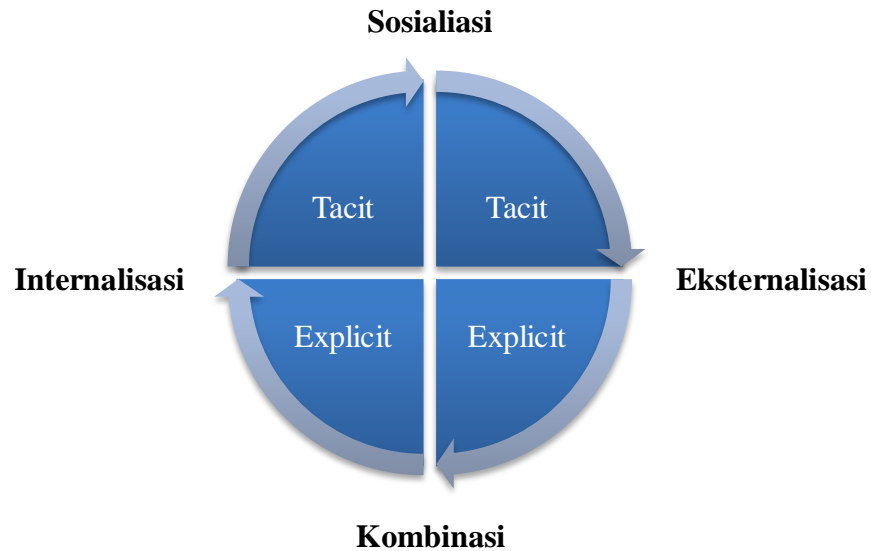 Sosialiasi
Tacit
Tacit
Internalisasi
Eksternalisasi
Explicit
Explicit
Kombinasi